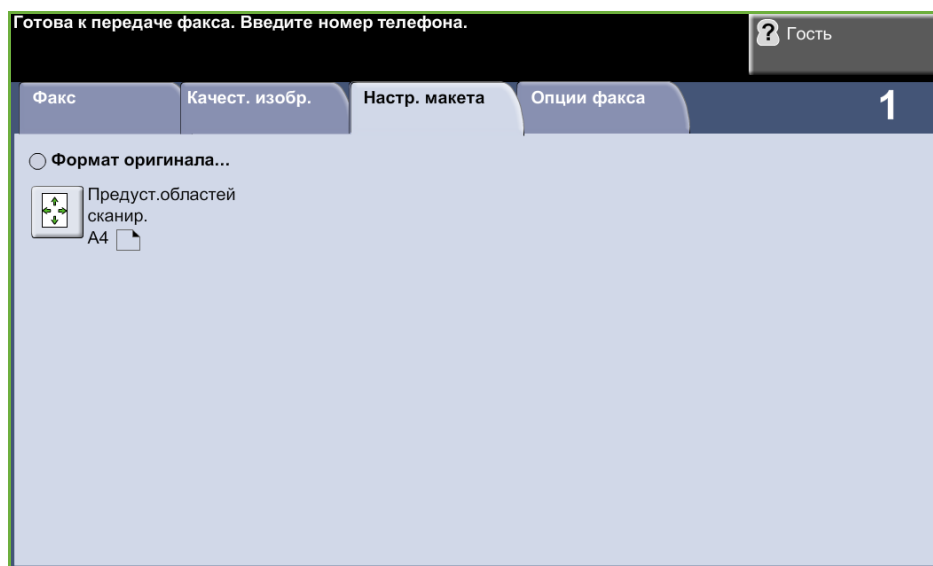 Готова к передаче факса. Введите номер телефона.
? Гость
Факс
Качест. изобр.
Настр. макета
Опции факса
1
Формат оригинала...
Предуст.областей
сканир.
A4